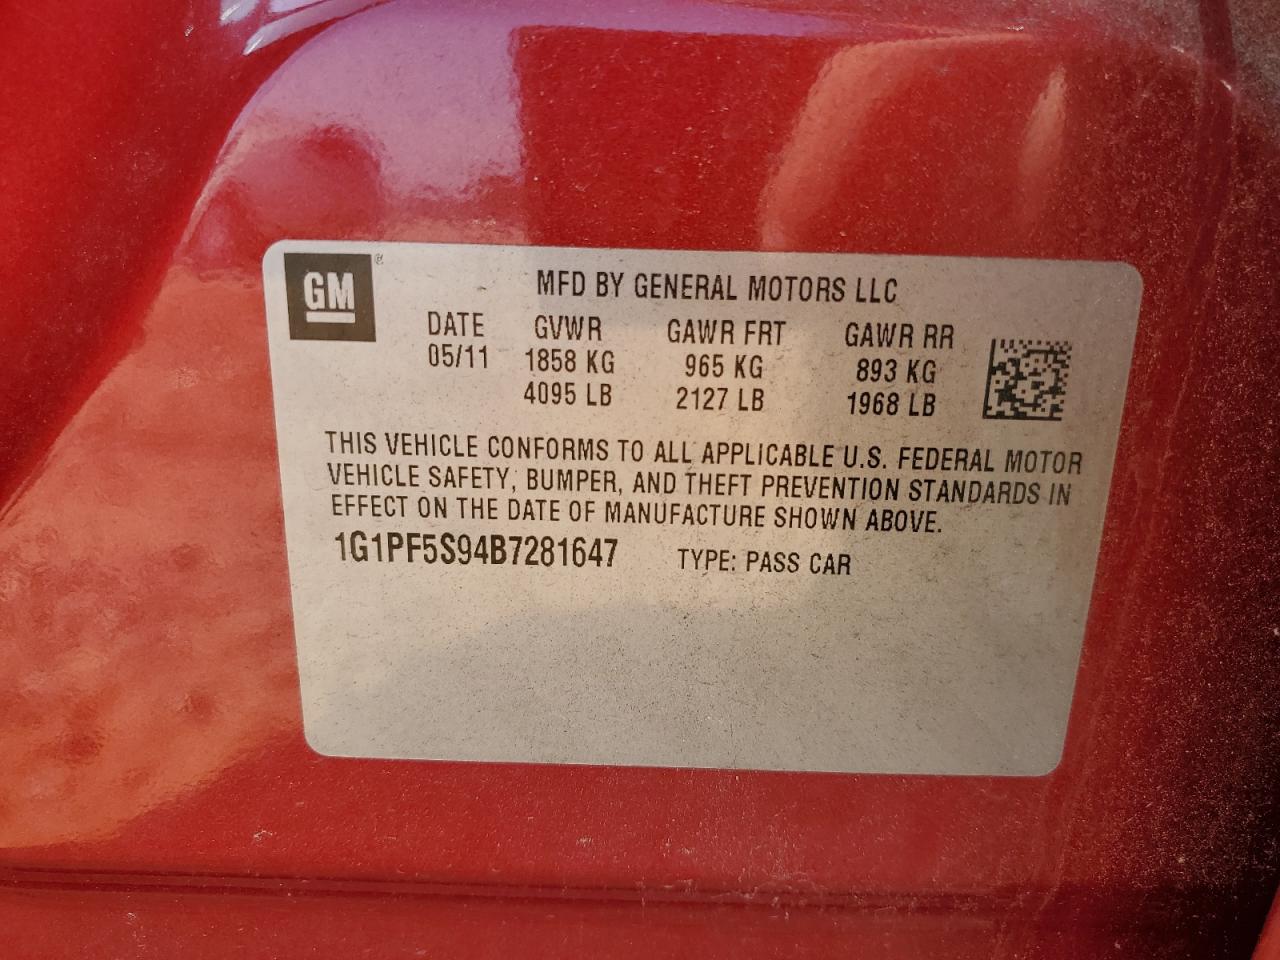 GM®
MFD BY GENERAL MOTORS LLC
DATE GVWR GAWR FRT GAWR RR
05/11 1858 KG 965 KG 893 KG
4095 LB 2127 LB 1968 LB
THIS VEHICLE CONFORMS TO ALL APPLICABLE U.S. FEDERAL MOTOR
VEHICLE SAFETY, BUMPER, AND THEFT PREVENTION STANDARDS IN
EFFECT ON THE DATE OF MANUFACTURE SHOWN ABOVE.
1G1PF5S94B7281647 TYPE: PASS CAR